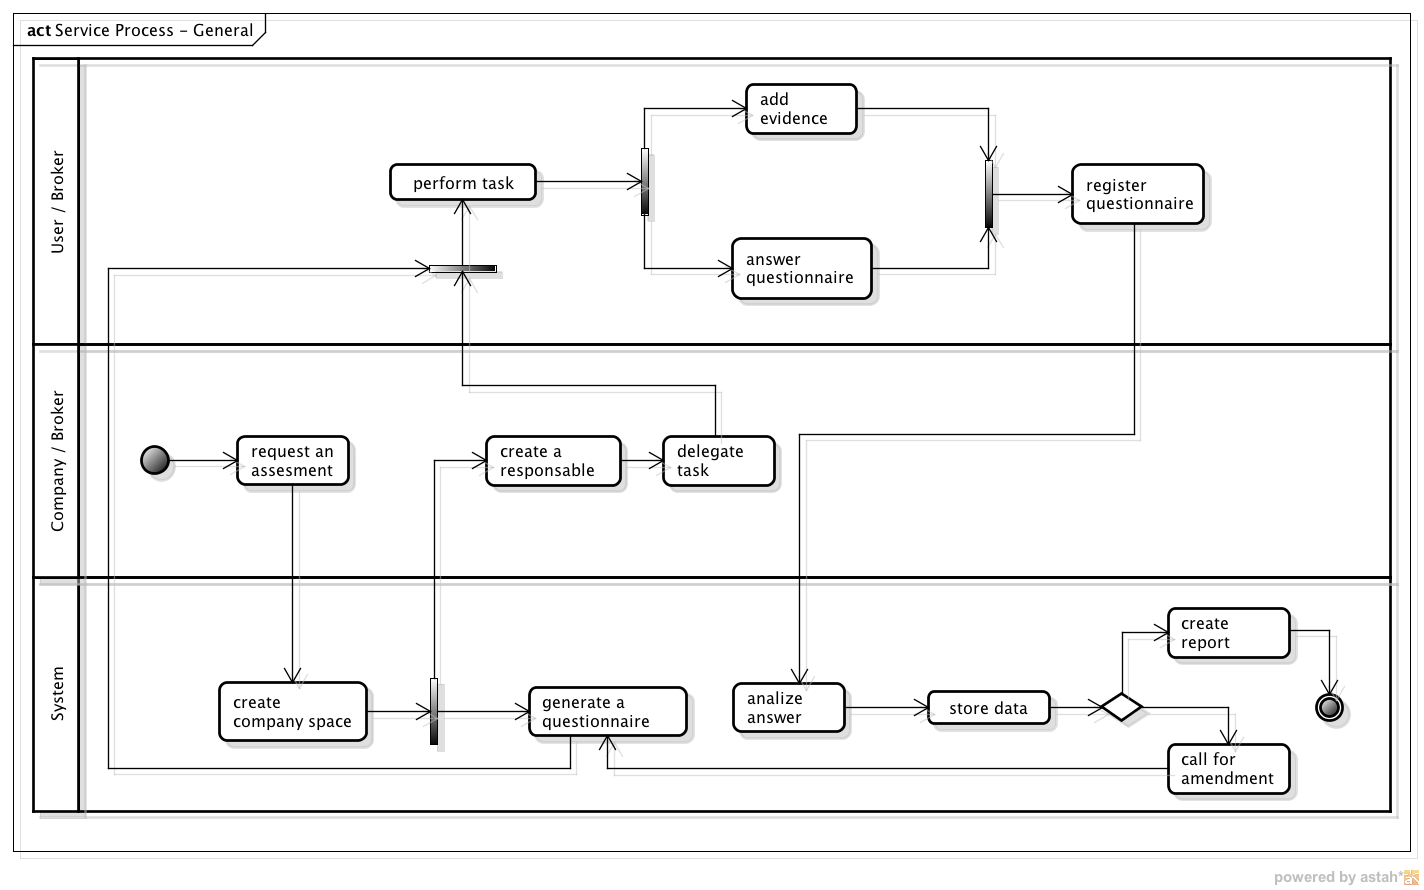 act Service Process - General
User / Broker
add
evidence
perform task
register
questionnaire
answer
questionnaire
Company / Broker
request an
assesment
create a
responsable
delegate
task
System
create
report
create
company space
generate a
questionnaire
analize
answer
store data
call for
amendment
powered by astah*